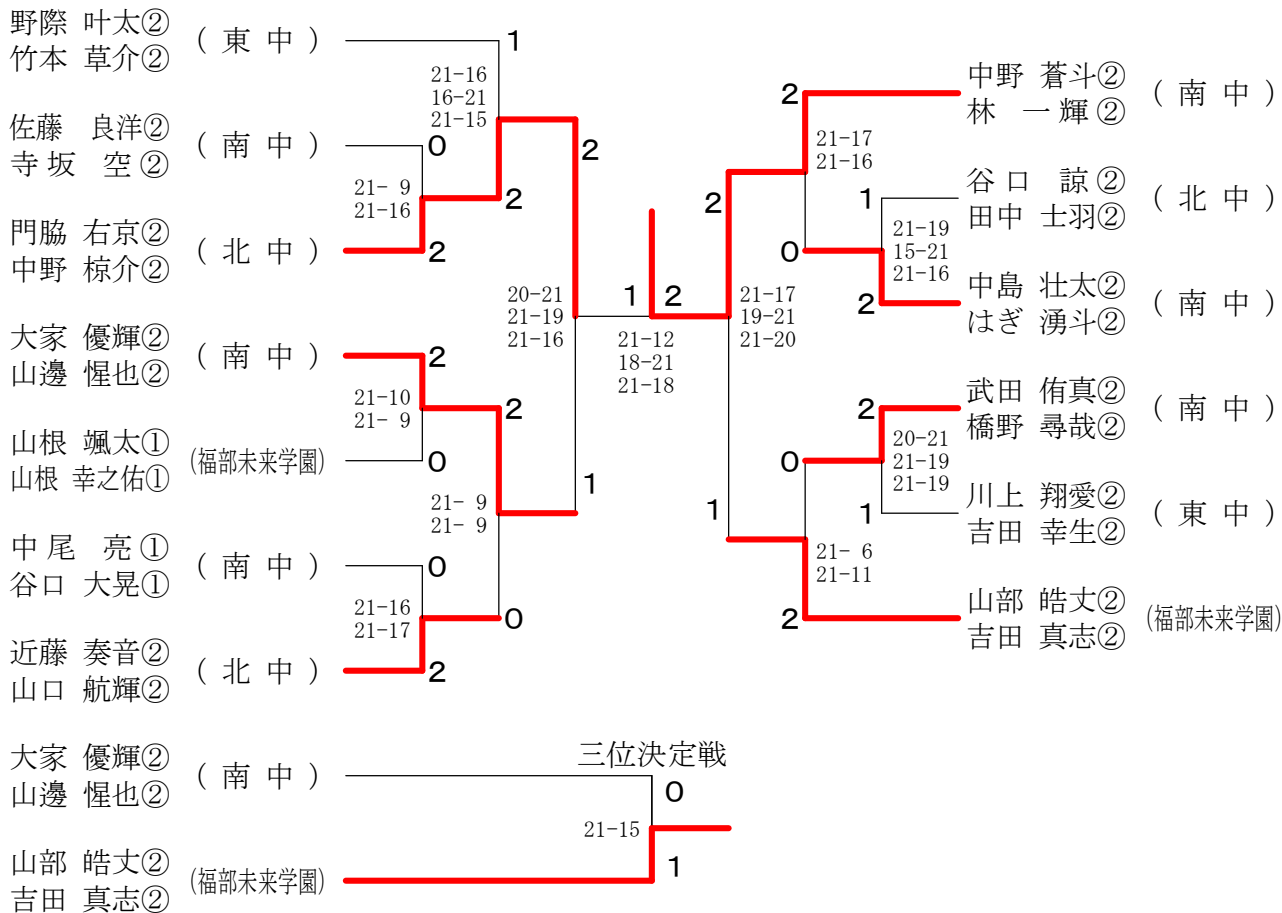 野際 叶太②
竹本 草介②
( 東 中 )
佐藤 良洋②
寺坂 空②
( 南 中 )
門脇 右京②
中野 椋介②
( 北 中 )
大家 優輝②
山邊 惺也②
( 南 中 )
山根 颯太①
山根 幸之佑①
(福部未来学園)
中尾 亮①
谷口 大晃①
( 南 中 )
近藤 奏音②
山口 航輝②
( 北 中 )
0
21- 9
21-16
2
1
21-16
16-21
21-15
2
2
21-10
21- 9
0
0
21-16
21-17
2
2
21- 9
21- 9
0
2
20-21
21-19
21-16
1
1
2
21-12
18-21
21-18
2
21-17
19-21
21-20
1
2
21-17
21-16
0
1
21-19
15-21
21-16
2
2
20-21
21-19
21-19
1
0
21- 6
21-11
2
中野 蒼斗②
林 一輝②
( 南 中 )
谷口 諒②
田中 士羽②
( 北 中 )
中島 壮太②
はぎ 湧斗②
( 南 中 )
武田 侑真②
橋野 尋哉②
( 南 中 )
川上 翔愛②
吉田 幸生②
( 東 中 )
山部 皓丈②
吉田 真志②
(福部未来学園)
三位決定戦
大家 優輝②
山邊 惺也②
( 南 中 )
0
21-15
1
山部 皓丈②
吉田 真志②
(福部未来学園)